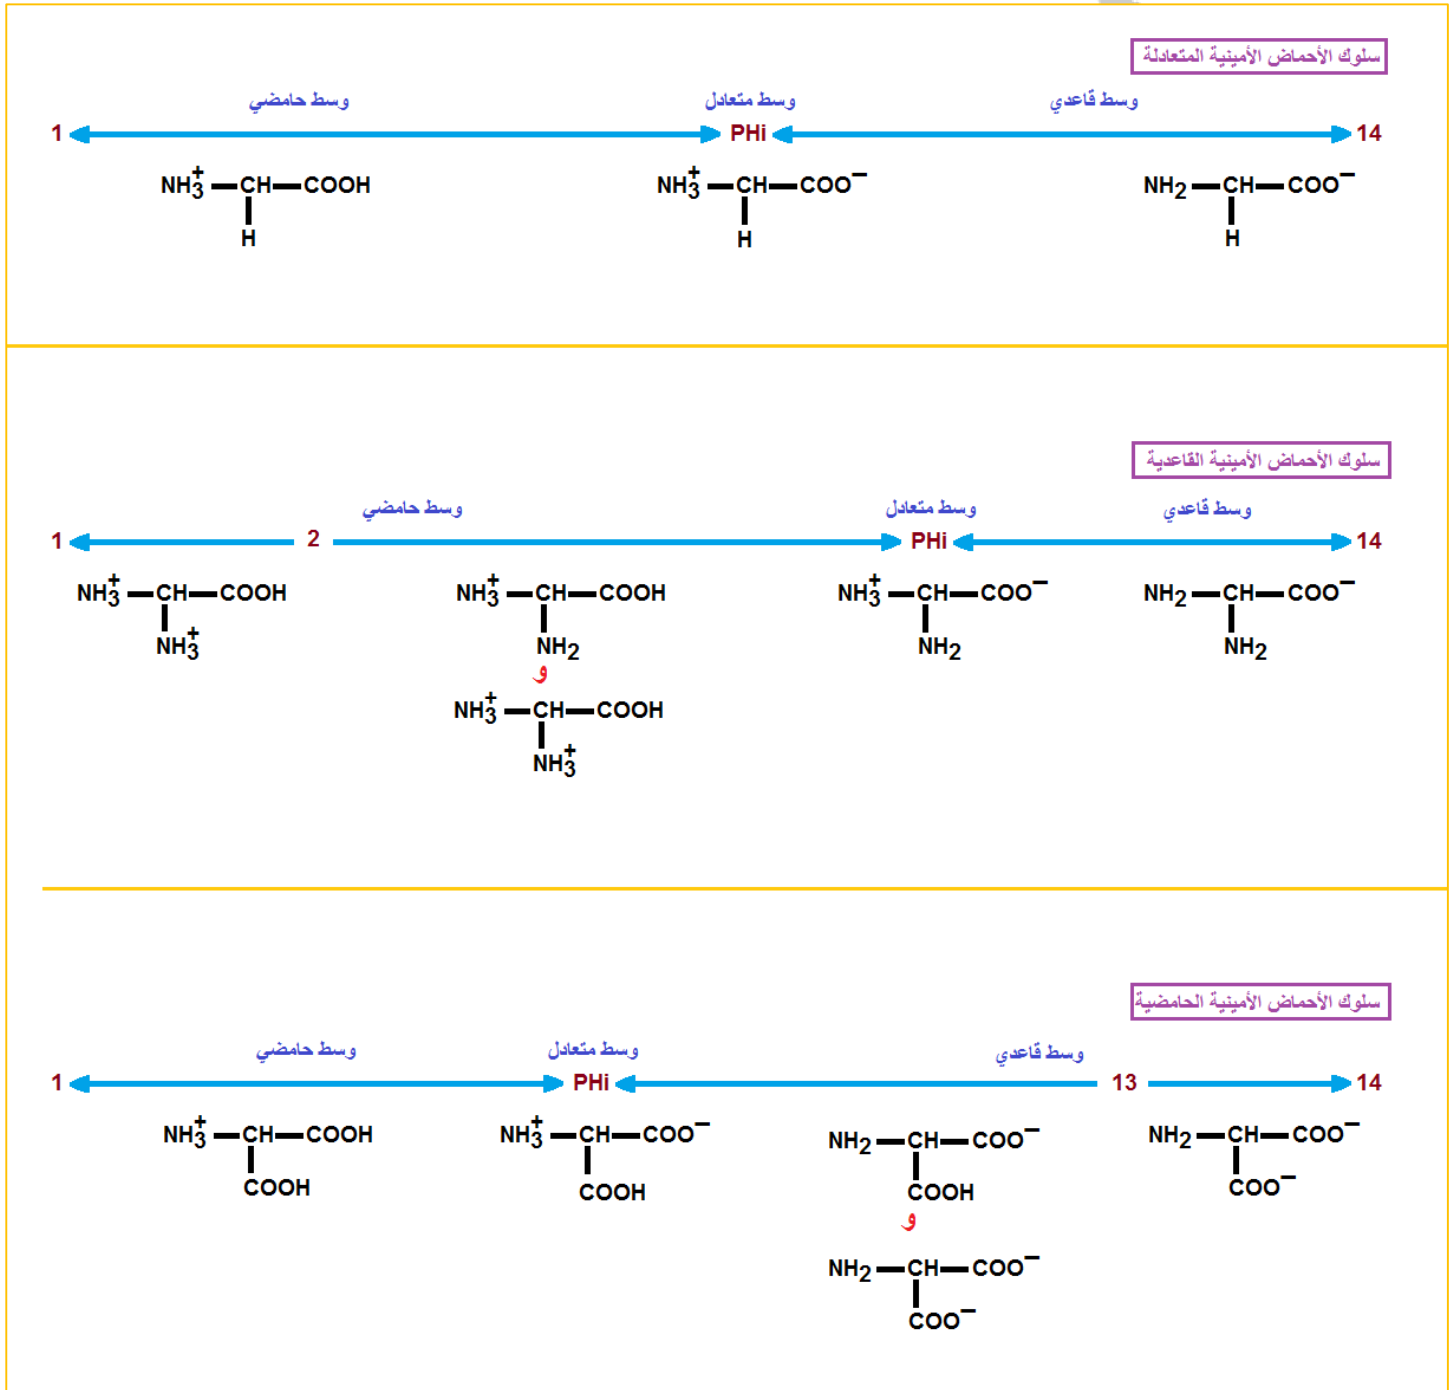 سلوك الأحماض الأمينية المتعادلة
وسط حامضي وسط متعادل وسط قاعدي
1 PHi 14
NH3+ CH COOH NH3+ CH COO− NH2 CH COO−
H H H
سلوك الأحماض الأمينية القاعدية
وسط حامضي وسط متعادل وسط قاعدي
1 2 PHi 14
NH3+ CH COOH NH3+ CH COOH NH3+ CH COO− NH2 CH COO−
NH3+ NH2 NH2 NH2
و
NH3+ CH COOH
NH3+
سلوك الأحماض الأمينية الحامضية
وسط حامضي وسط متعادل وسط قاعدي
1 PHi 13 14
NH3+ CH COOH NH3+ CH COO− NH2 CH COO− NH2 CH COO−
COOH COOH COOH COO−
و
NH2 CH COO−
COO−